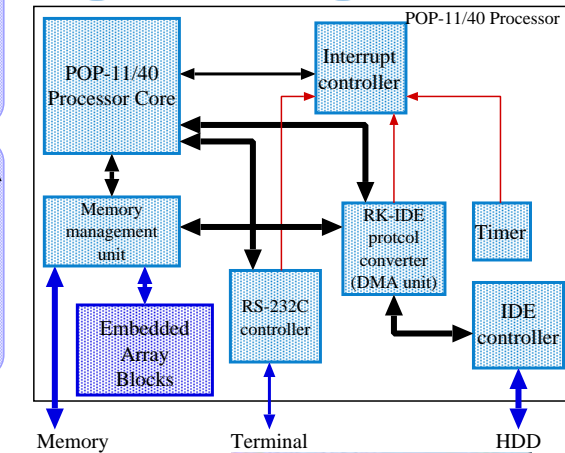 POP-11/40 Processor
POP-11/40
Processor Core
Interrupt
controller
Memory
management
unit
RK-IDE
protcol
converter
(DMA unit)
Timer
RS-232C
controller
IDE
controller
Embedded
Array
Blocks
Memory
Terminal
HDD